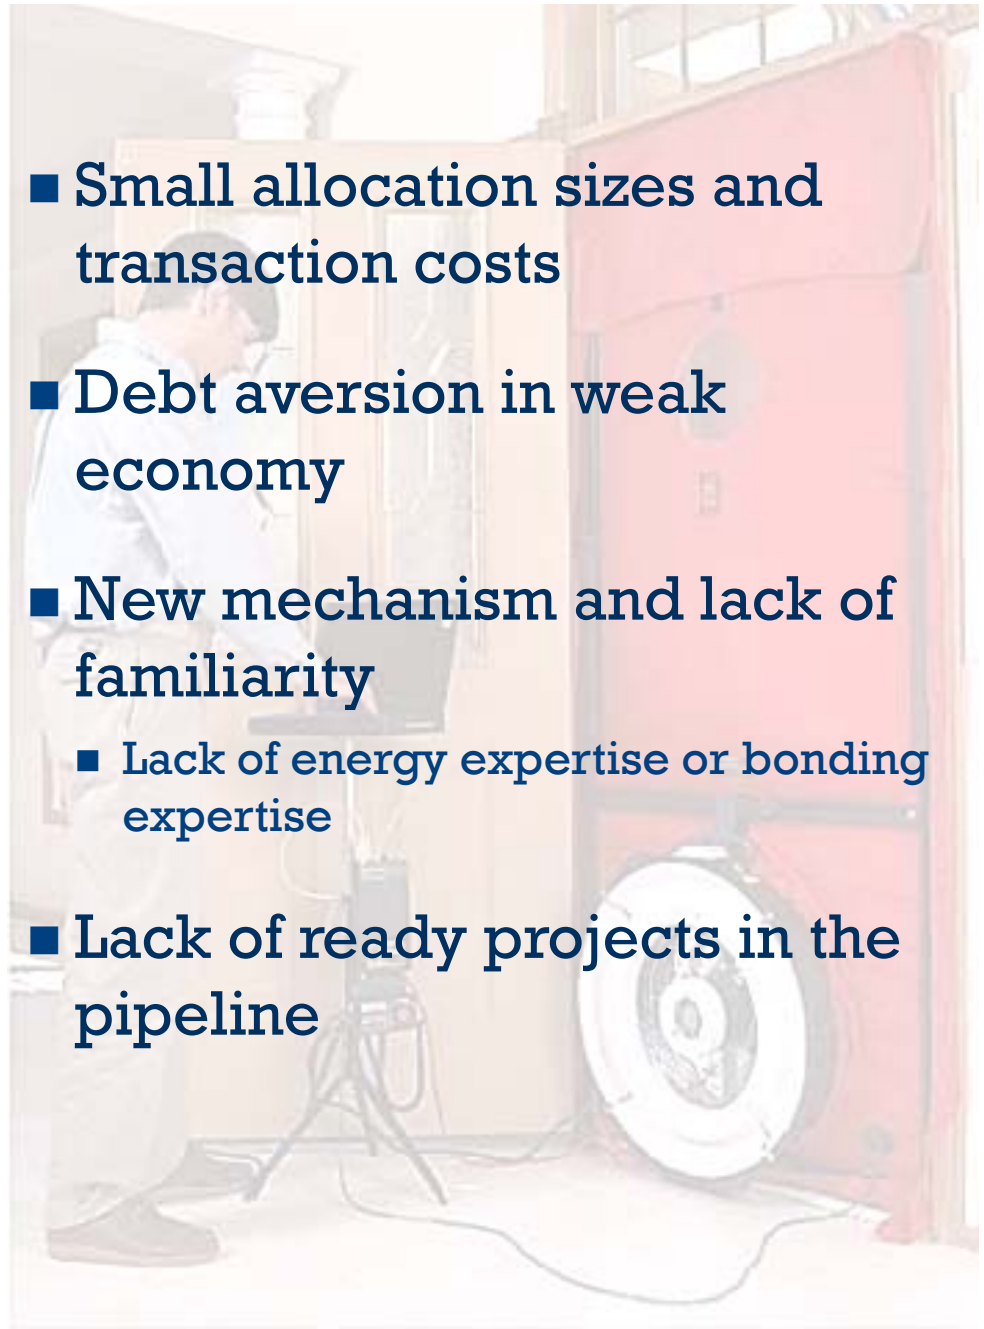 ■ Small allocation sizes and
transaction costs
■ Debt aversion in weak
economy
■ New mechanism and lack of
familiarity
■ Lack of energy expertise or bonding
expertise
■ Lack of ready projects in the
pipeline